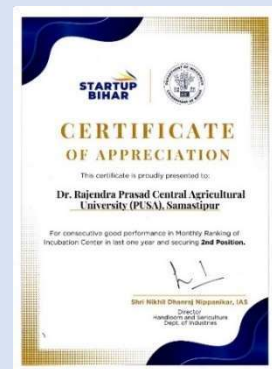 STARTUP
BIHAR
CERTIFICATE
OF APPRECIATION
This certificate is proudly presented to:
Dr. Rajendra Prasad Central Agricultural
University (PUSA), Samastipur
For consecutive good performance in Monthly Ranking of
Incubation Center in last one year and securing 2nd Position.
Shri Nikhil Dhanraj Nippanikar, IAS
Director
Handloom and Sericulture
Dept. of Industries